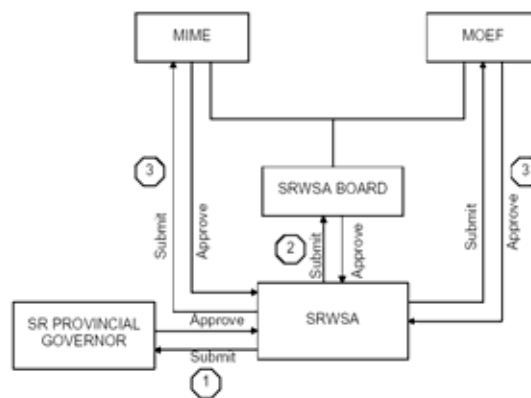 MIME
MOEF
3
3
Submit
Approve
SRWSA BOARD
Submit
Approve
2
Submit
Approve
SR PROVINCIAL
GOVERNOR
Approve
SRWSA
Submit
1